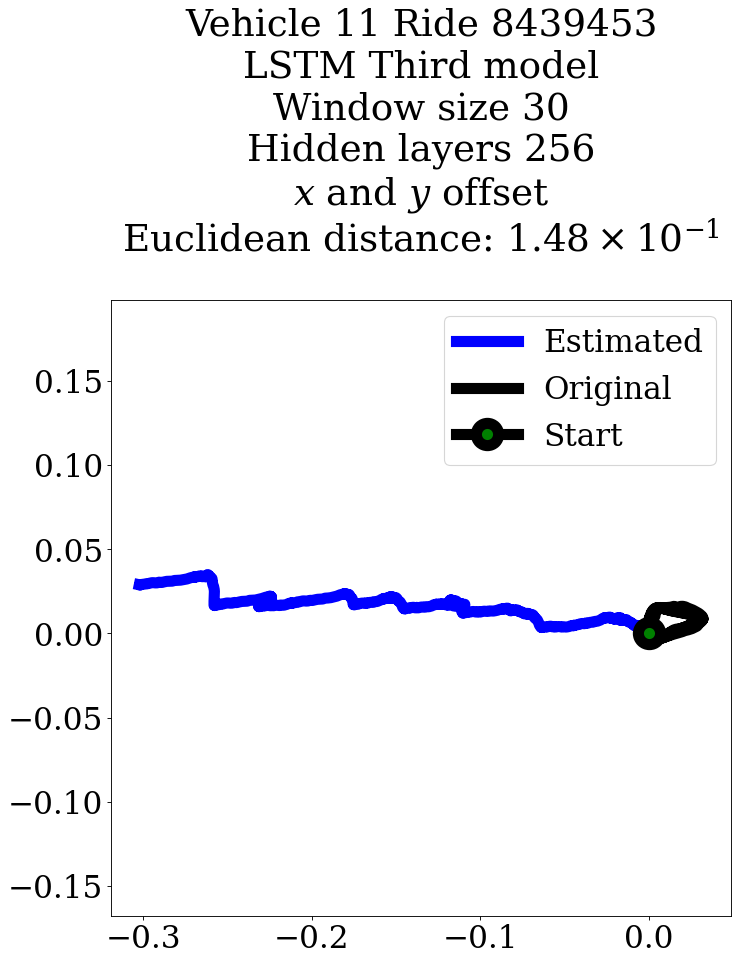 Vehicle 11 Ride 8439453
LSTM Third model
Window size 30
Hidden layers 256
x and y offset
Euclidean distance: 1.48 × 10⁻¹
Estimated
Original
Start
0.15
0.10
0.05
0.00
−0.05
−0.10
−0.15
−0.3 −0.2 −0.1 0.0